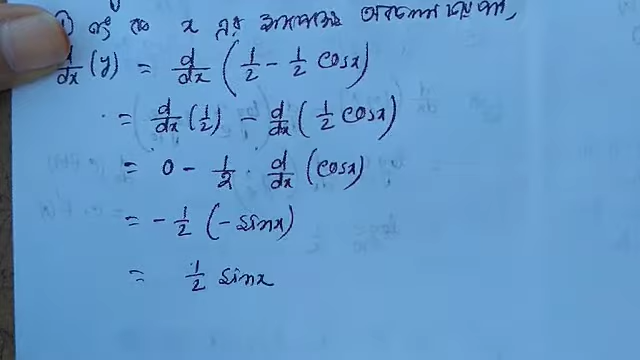 ① নং কে x এর সাপেক্ষে অবকলন করে পাই,
d/dx (y) = d/dx (1/2 - 1/2 cosx)
= d/dx (1/2) - d/dx (1/2 cosx)
= 0 - 1/2 . d/dx (cosx)
= - 1/2 (- sinx)
= 1/2 sinx